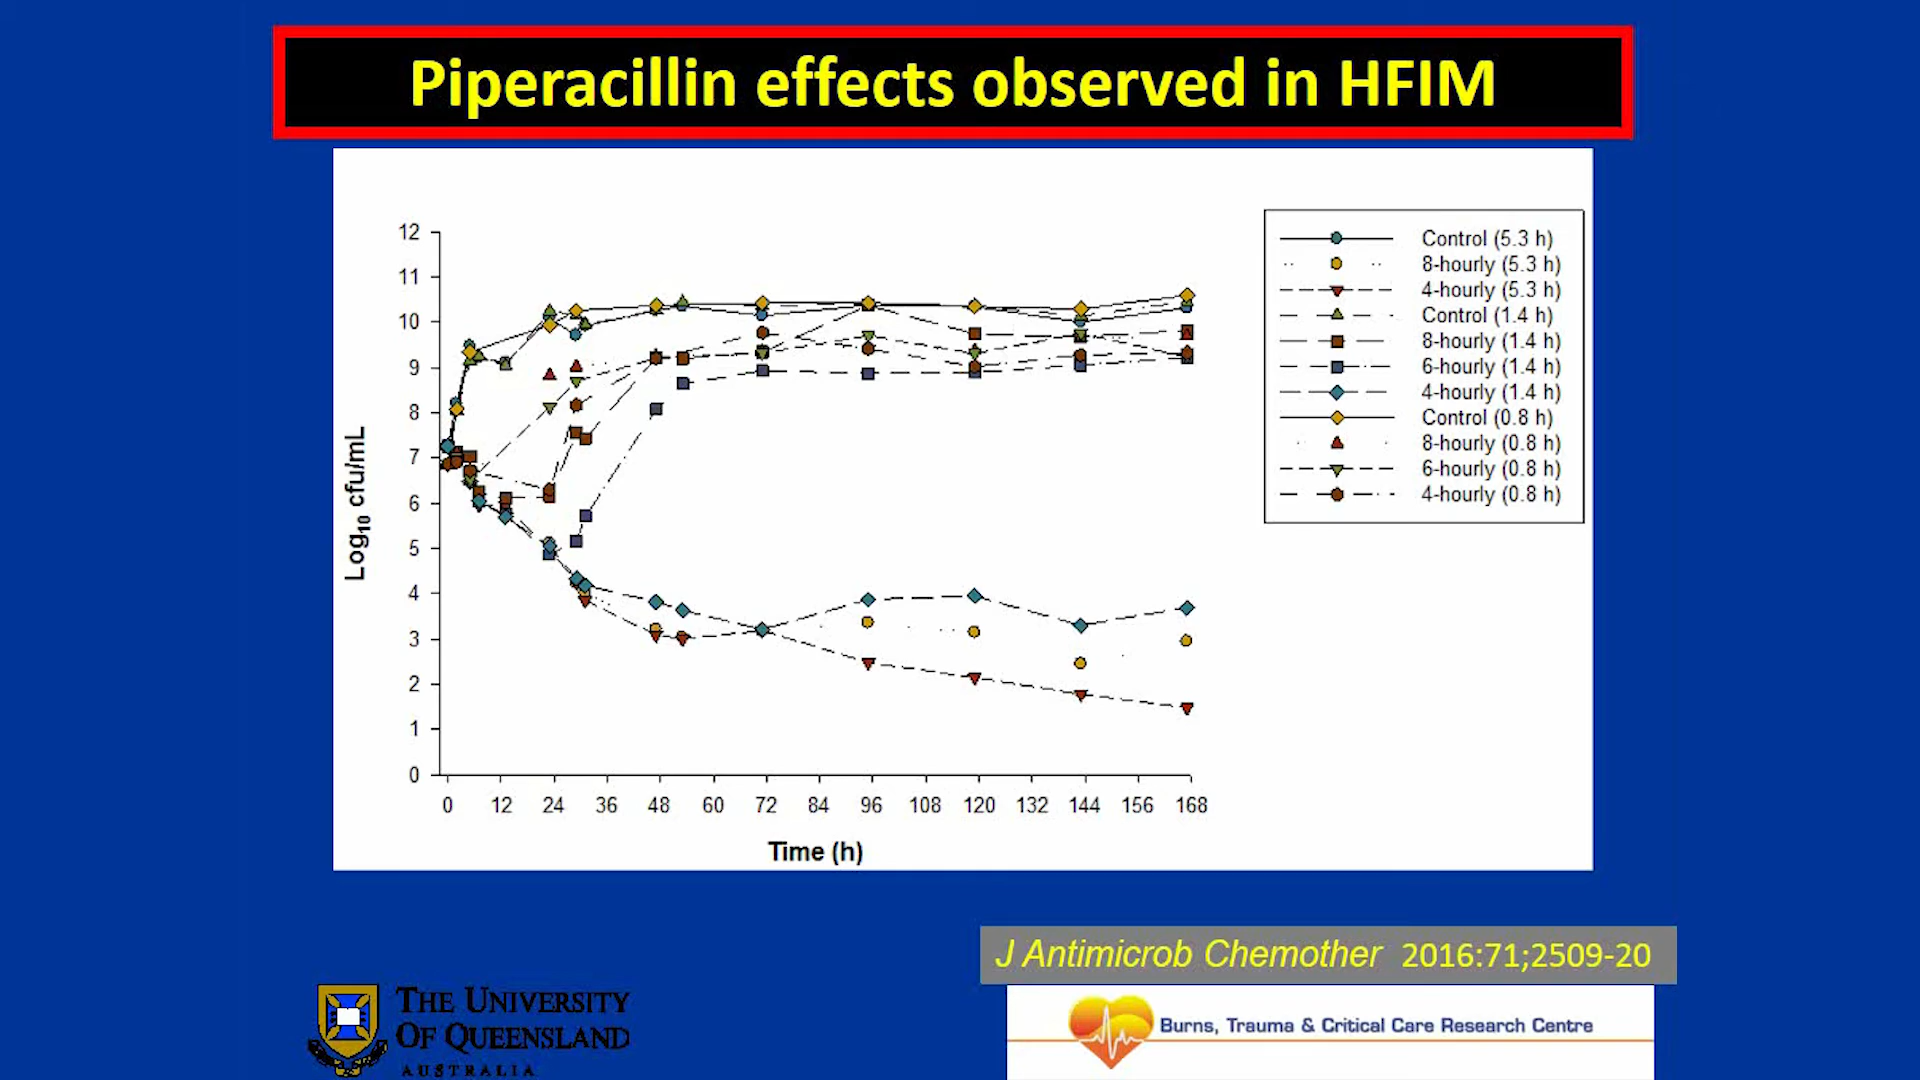 Piperacillin effects observed in HFIM
12
11
10
9
8
7
6
5
4
3
2
1
0
Log10 cfu/mL
0 12 24 36 48 60 72 84 96 108 120 132 144 156 168
Time (h)
Control (5.3 h)
8-hourly (5.3 h)
4-hourly (5.3 h)
Control (1.4 h)
8-hourly (1.4 h)
6-hourly (1.4 h)
4-hourly (1.4 h)
Control (0.8 h)
8-hourly (0.8 h)
6-hourly (0.8 h)
4-hourly (0.8 h)
J Antimicrob Chemother 2016:71;2509-20
THE UNIVERSITY
OF QUEENSLAND
AUSTRALIA
Burns, Trauma & Critical Care Research Centre